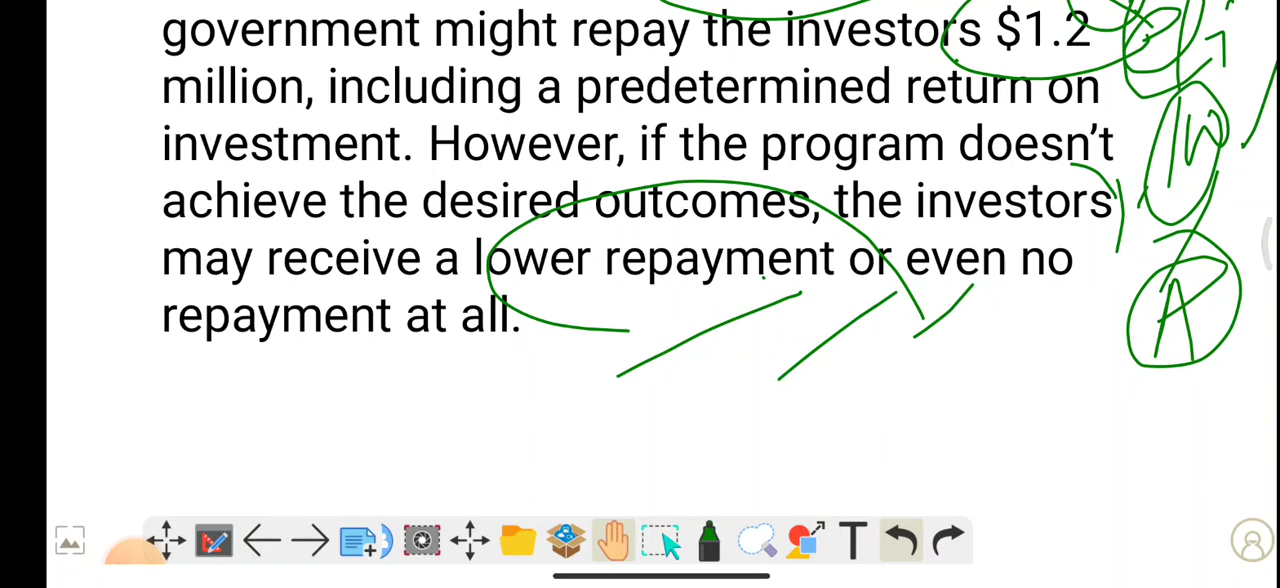 government might repay the investors $1.2
million, including a predetermined return on
investment. However, if the program doesn’t
achieve the desired outcomes, the investors
may receive a lower repayment or even no
repayment at all.
A
T